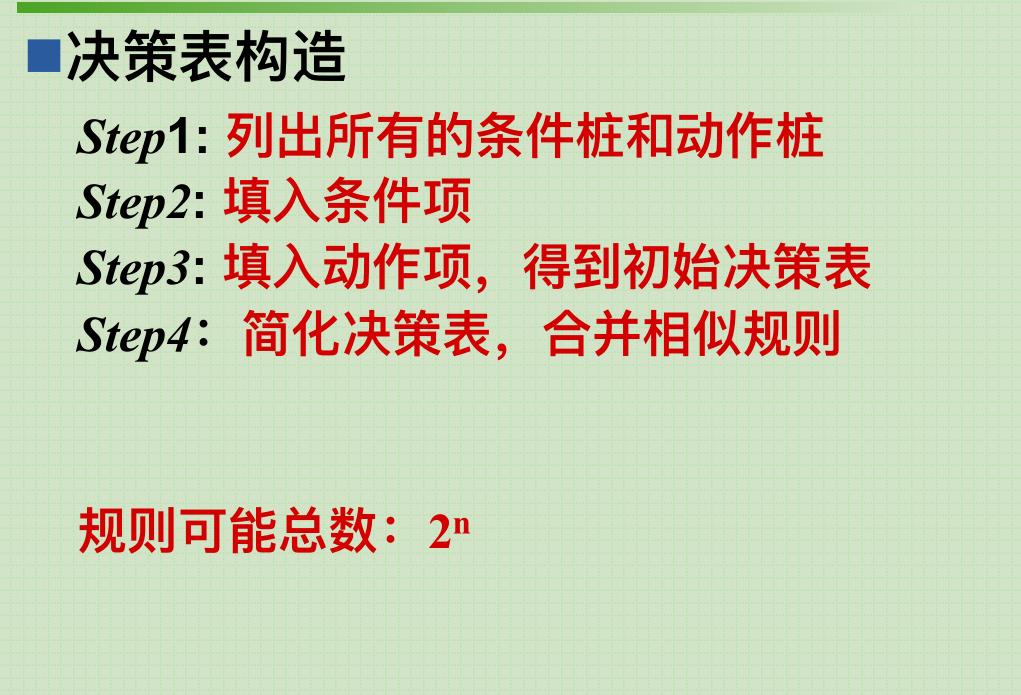 决策表构造
Step1: 列出所有的条件桩和动作桩
Step2: 填入条件项
Step3: 填入动作项，得到初始决策表
Step4：简化决策表，合并相似规则
规则可能总数：2ⁿ